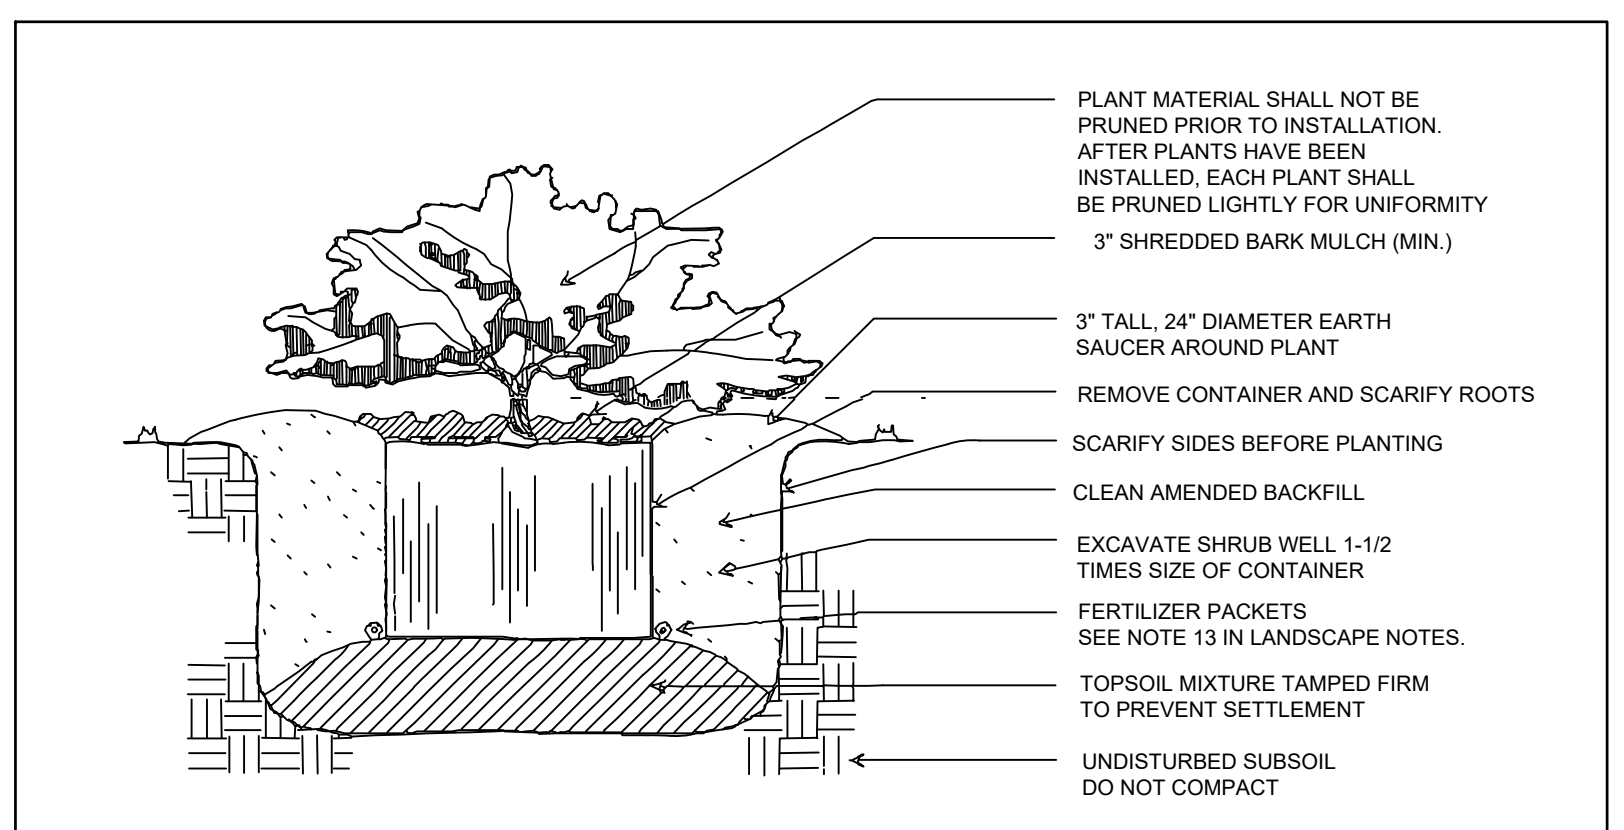 PLANT MATERIAL SHALL NOT BE
PRUNED PRIOR TO INSTALLATION.
AFTER PLANTS HAVE BEEN
INSTALLED, EACH PLANT SHALL
BE PRUNED LIGHTLY FOR UNIFORMITY
3" SHREDDED BARK MULCH (MIN.)
3" TALL, 24" DIAMETER EARTH
SAUCER AROUND PLANT
REMOVE CONTAINER AND SCARIFY ROOTS
SCARIFY SIDES BEFORE PLANTING
CLEAN AMENDED BACKFILL
EXCAVATE SHRUB WELL 1-1/2
TIMES SIZE OF CONTAINER
FERTILIZER PACKETS
SEE NOTE 13 IN LANDSCAPE NOTES.
TOPSOIL MIXTURE TAMPED FIRM
TO PREVENT SETTLEMENT
UNDISTURBED SUBSOIL
DO NOT COMPACT